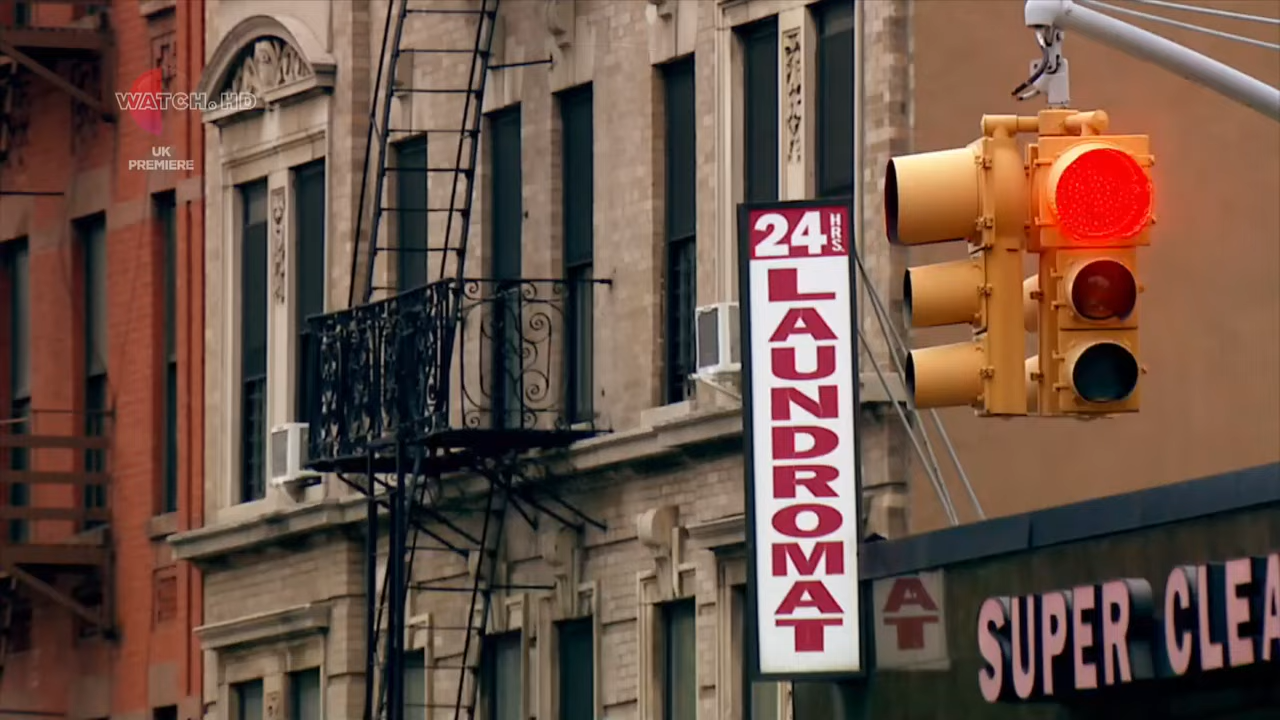 WATCH.HD
UK
PREMIERE
24 HRS.
LAUNDROMAT
AT
SUPER CLEA